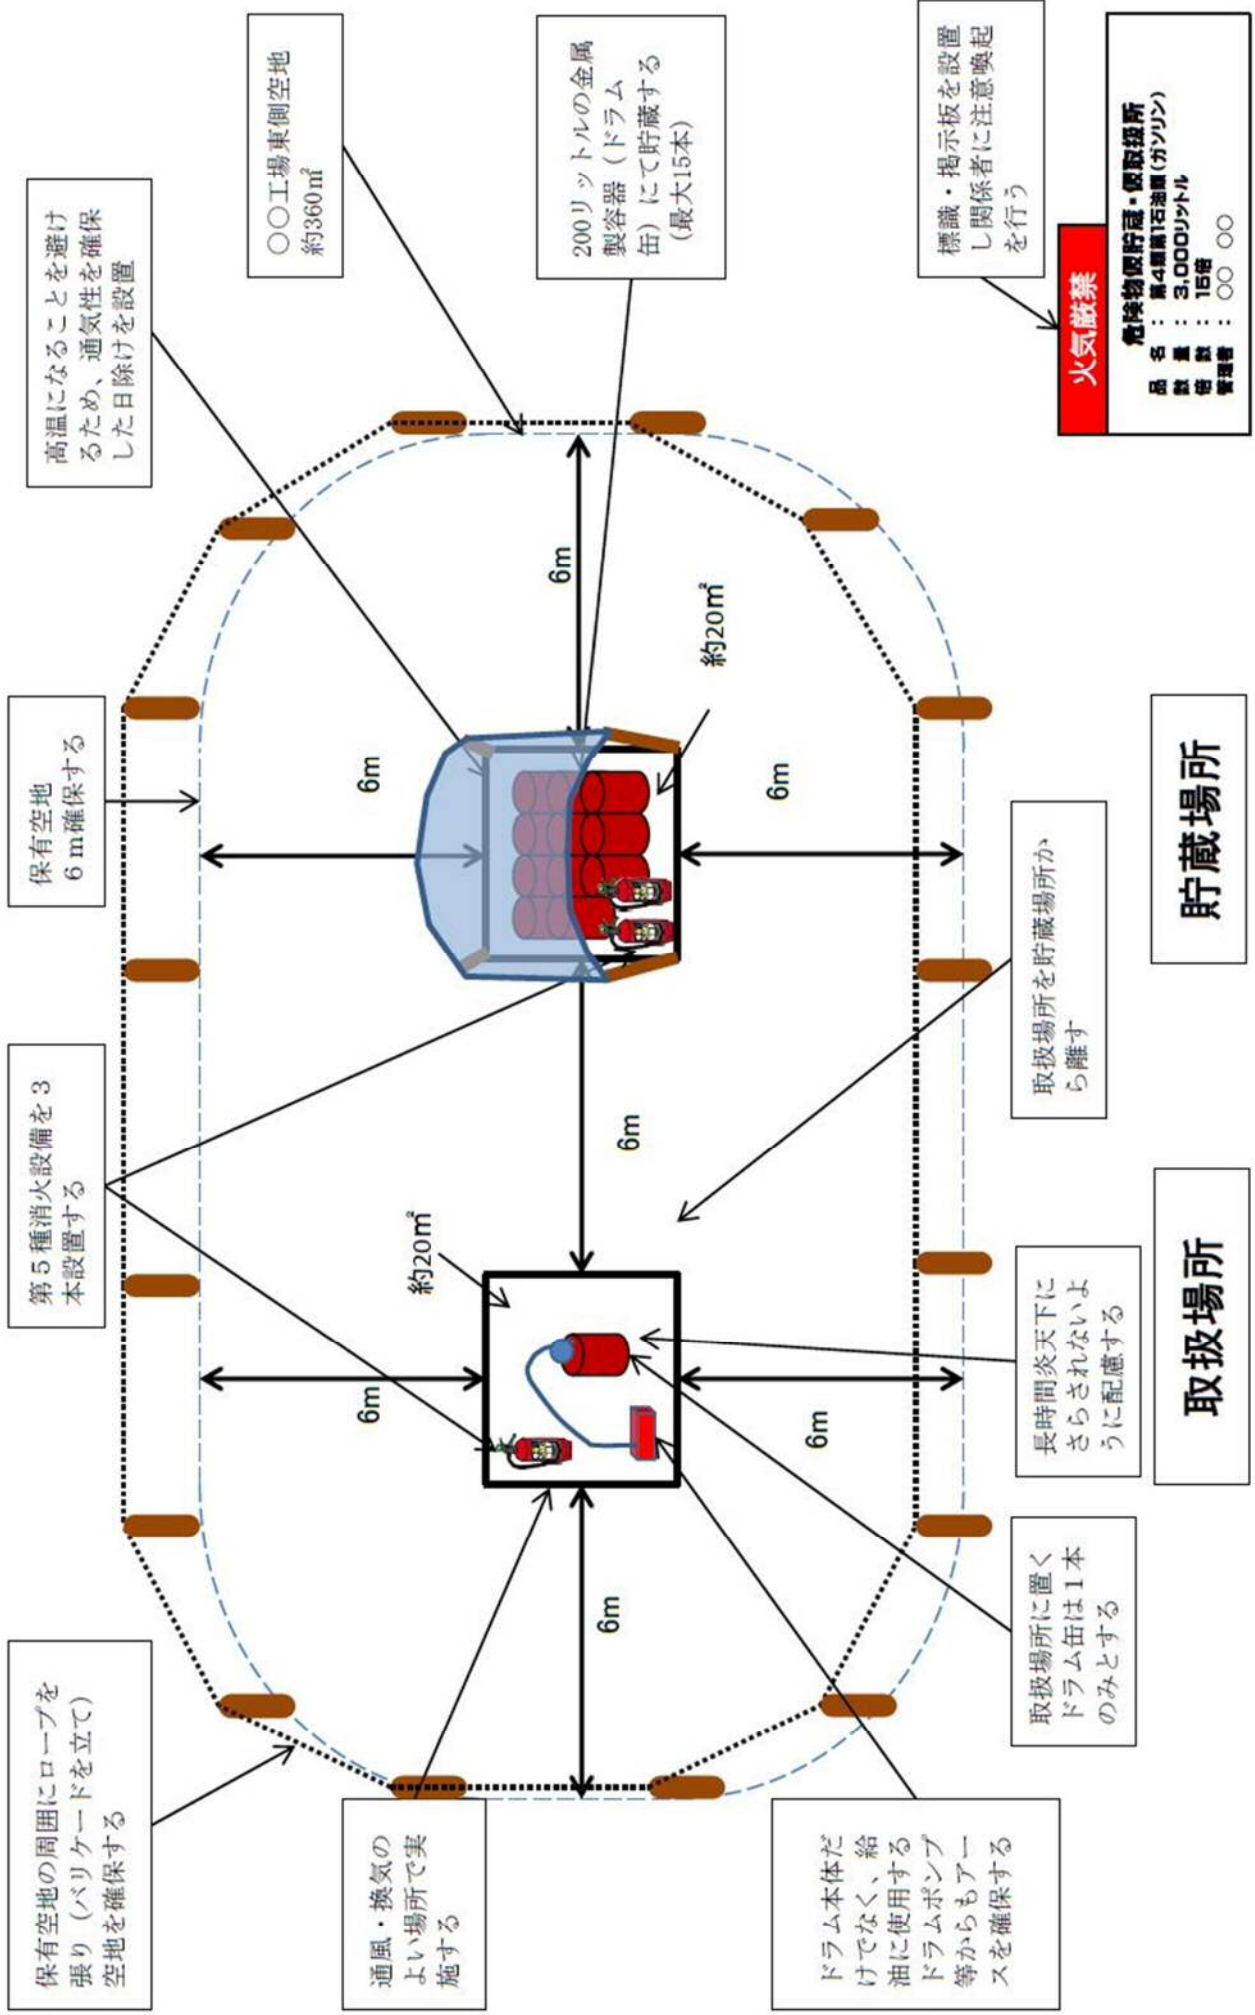 保有空地の周囲にロープを
張り（バリケードを立て）
空地を確保する
第５種消火設備を３
本設置する
保有空地
６ｍ確保する
高温になることを避け
るため、通気性を確保
した日除けを設置
○○工場東側空地
約360㎡
200リットルの金属
製容器（ドラム
缶）にて貯蔵する
（最大15本）
標識・掲示板を設置
し関係者に注意喚起
を行う
火気厳禁
危険物仮貯蔵・仮取扱所
品　名：第4類第1石油類（ガソリン）
数　量：3,000リットル
倍　数：15倍
管理者：○○ ○○
6m
6m
6m
6m
6m
6m
6m
約20㎡
約20㎡
通風・換気の
よい場所で実
施する
ドラム本体だ
けでなく、給
油に使用する
ドラムポンプ
等からもアー
スを確保する
取扱場所に置く
ドラム缶は１本
のみとする
長時間炎天下に
さらされないよ
うに配慮する
取扱場所を貯蔵場所か
ら離す
取扱場所
貯蔵場所